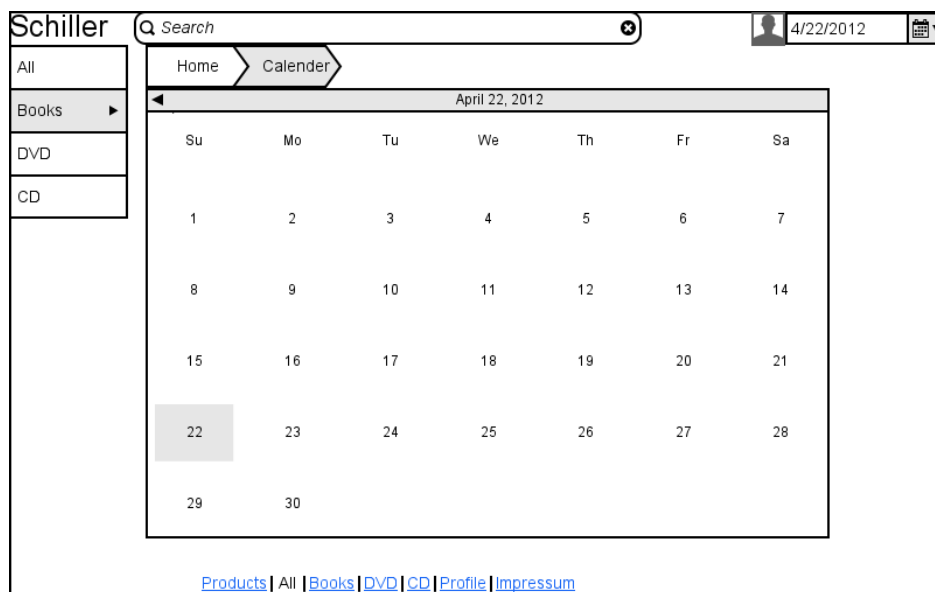 Schiller Search 4/22/2012
All Home Calender
Books April 22, 2012
DVD
CD
Su Mo Tu We Th Fr Sa
1 2 3 4 5 6 7
8 9 10 11 12 13 14
15 16 17 18 19 20 21
22 23 24 25 26 27 28
29 30
Products | All | Books | DVD | CD | Profile | Impressum